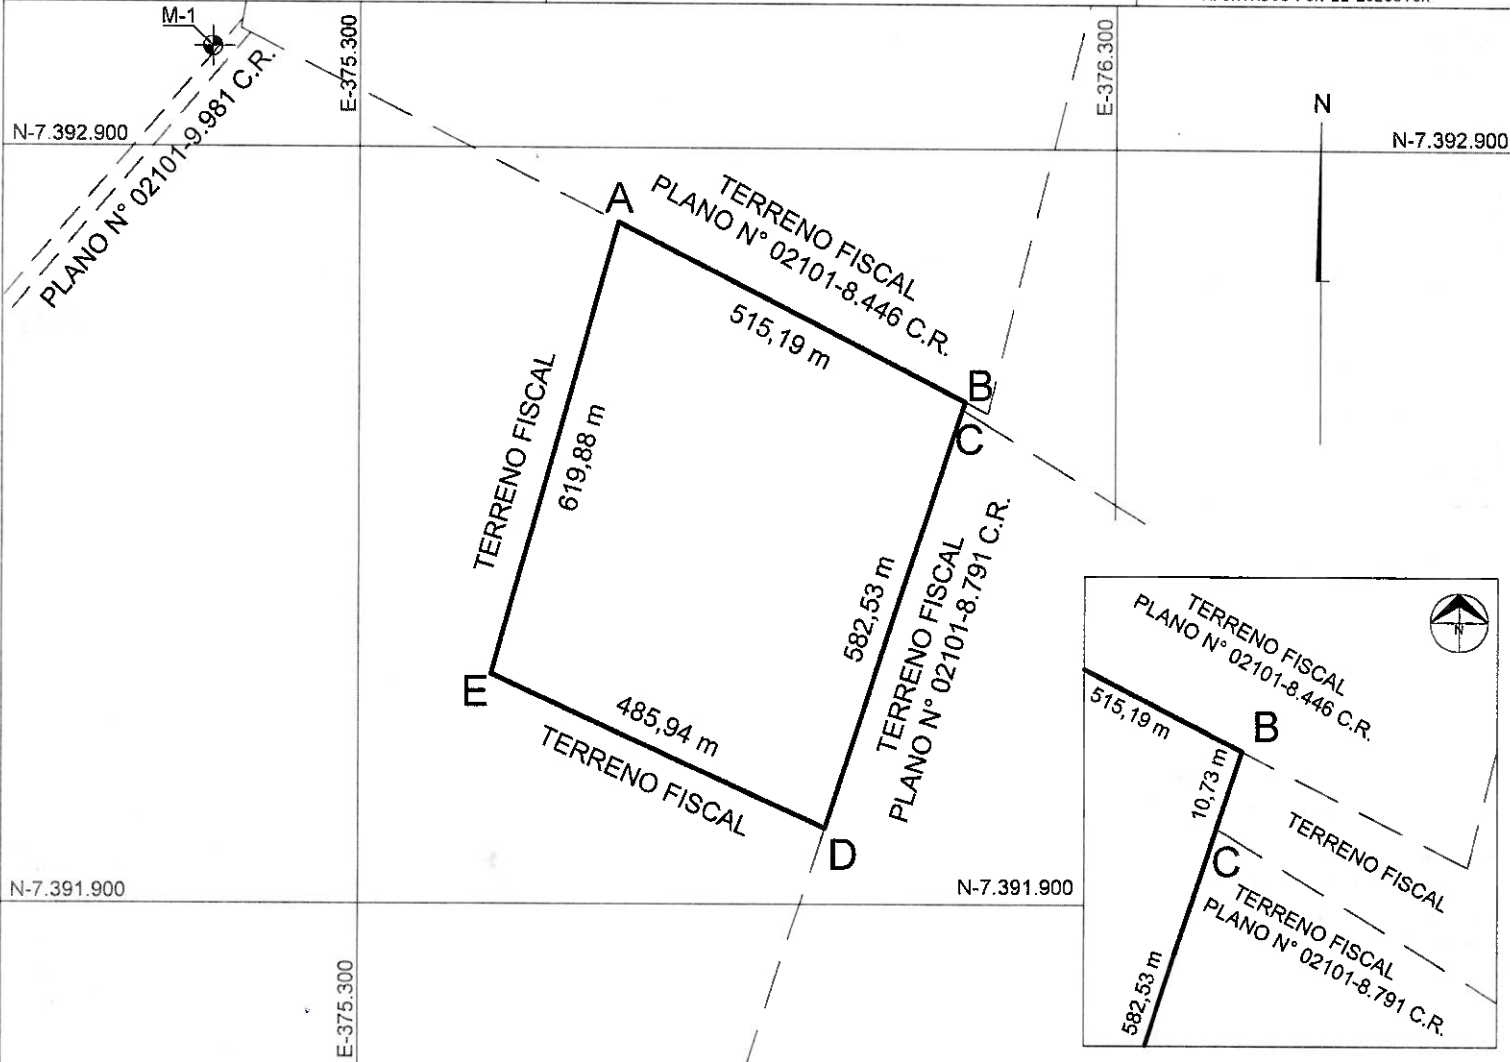 M-1
E-375.300
E-376.300
PLANO N° 02101-9.981 C.R.
N-7.392.900
N-7.392.900
N
A
TERRENO FISCAL
PLANO N° 02101-8.446 C.R.
515,19 m
B
C
TERRENO FISCAL
619,88 m
582,53 m
TERRENO FISCAL
PLANO N° 02101-8.791 C.R.
E
485,94 m
TERRENO FISCAL
D
N-7.391.900
N-7.391.900
E-375.300
N
TERRENO FISCAL
PLANO N° 02101-8.446 C.R.
515,19 m
B
10,73 m
TERRENO FISCAL
C
TERRENO FISCAL
PLANO N° 02101-8.791 C.R.
582,53 m